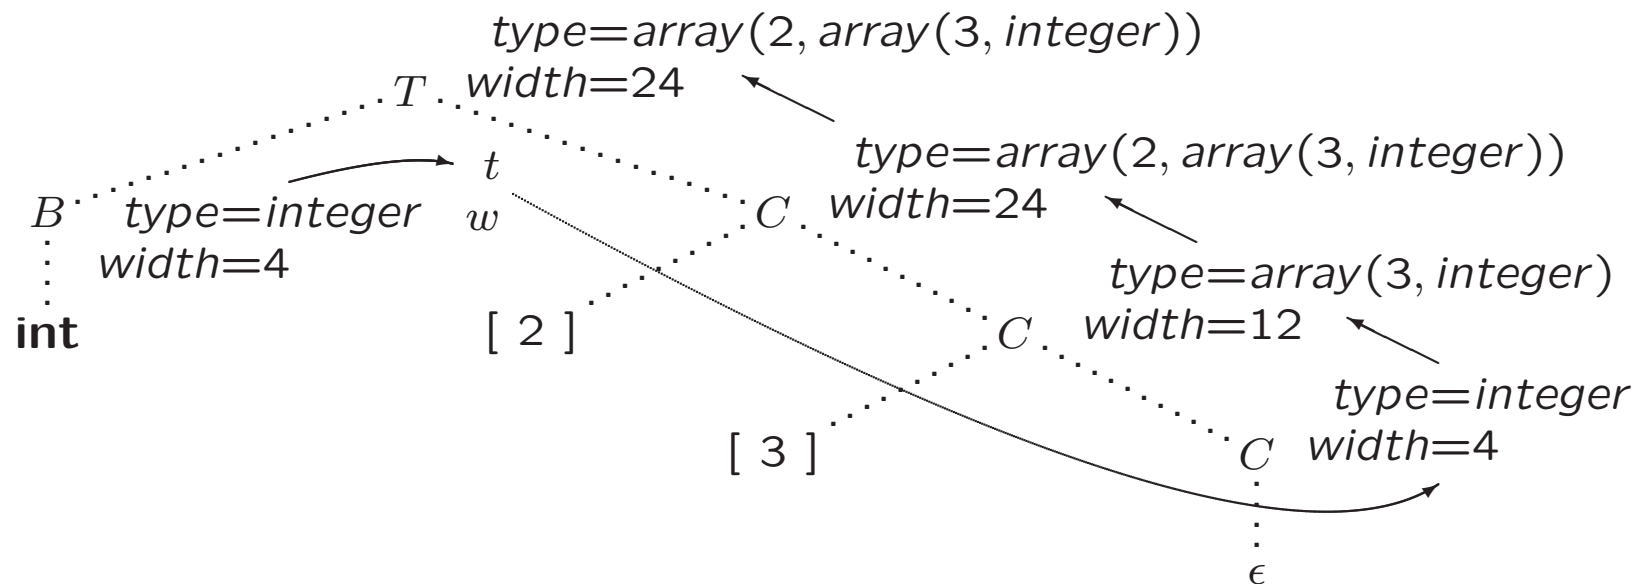 type=array(2, array(3, integer))
T width=24
type=array(2, array(3, integer))
t
B type=integer w C width=24
width=4
type=array(3, integer)
int [ 2 ] C width=12
type=integer
[ 3 ] C width=4
ϵ